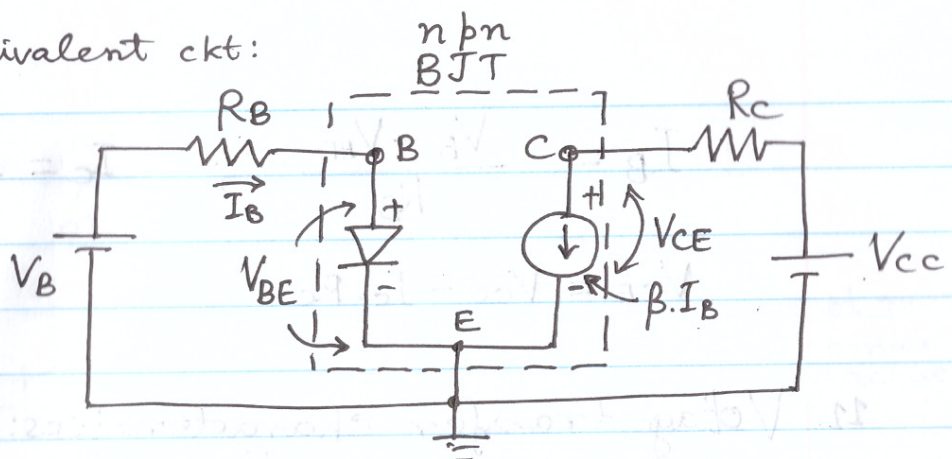 ivalent ckt:
npn
BJT
RB
RC
B
C
IB
+
+
VBE
VCE
VB
VCC
-
-
β.IB
E